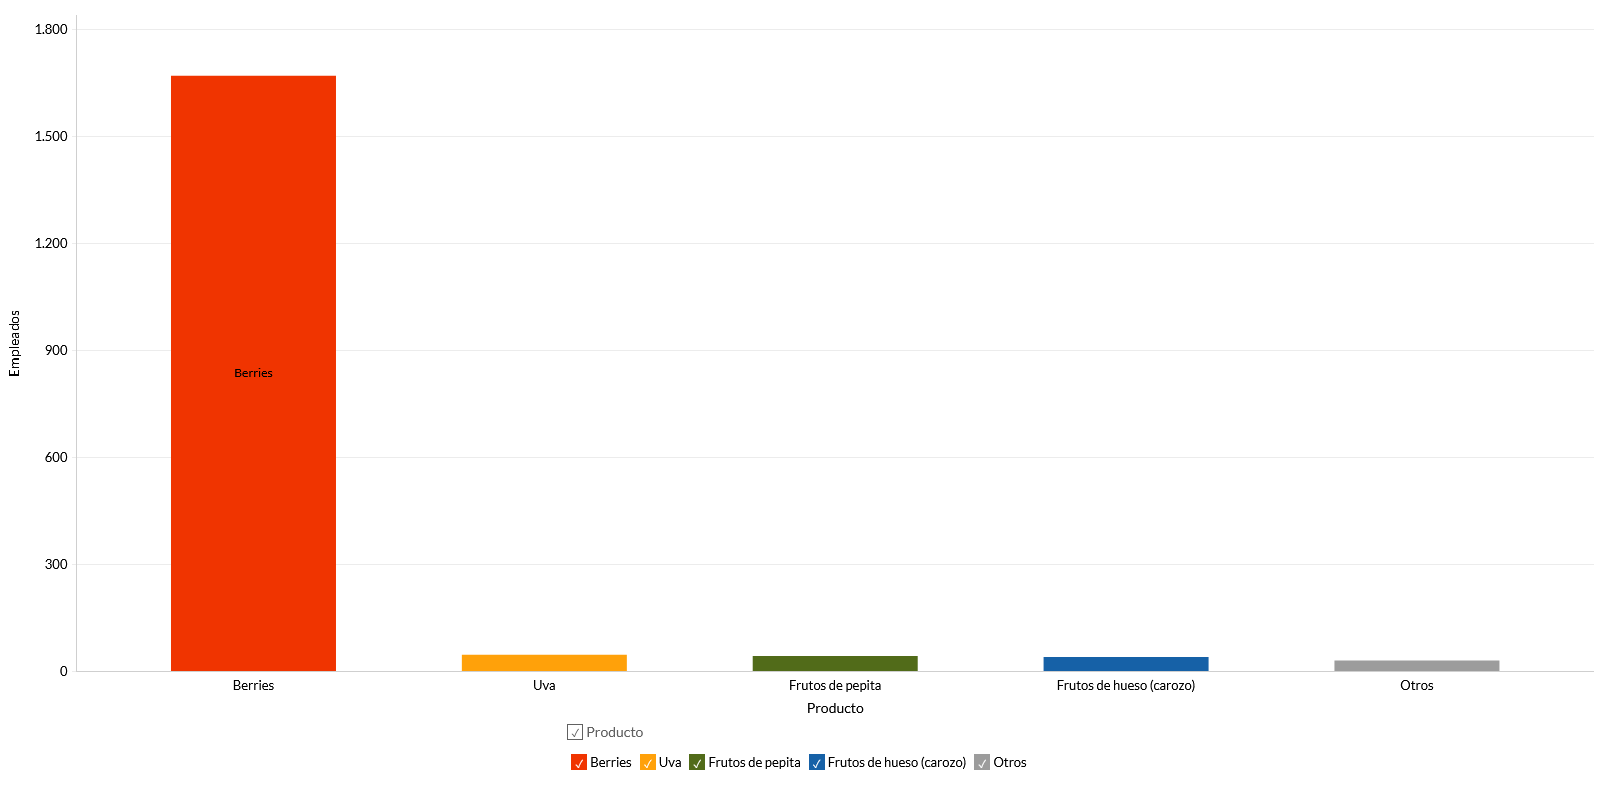 1.800
1.500
1.200
900
600
300
0
Empleados
Berries
Berries Uva Frutos de pepita Frutos de hueso (carozo) Otros
Producto
Producto
Berries Uva Frutos de pepita Frutos de hueso (carozo) Otros